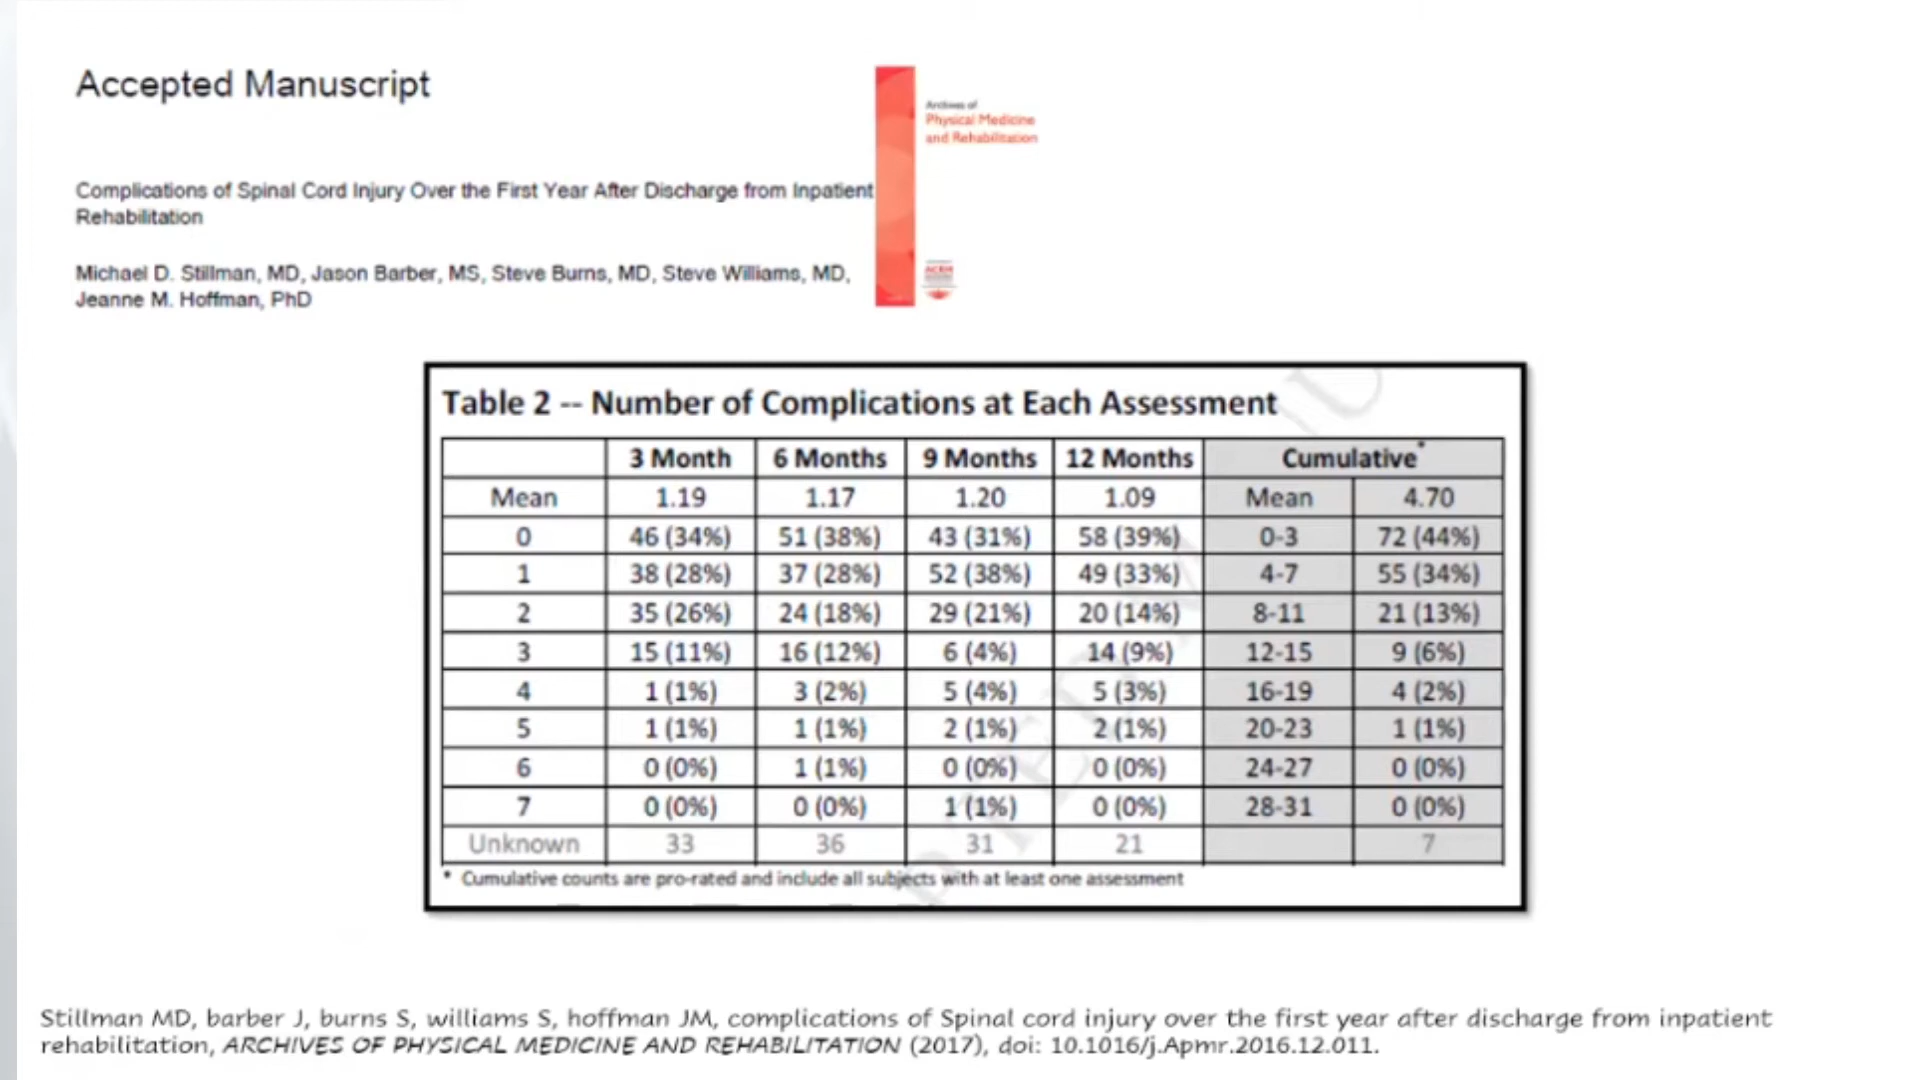 Accepted Manuscript
Archives of
Physical Medicine
and Rehabilitation
Complications of Spinal Cord Injury Over the First Year After Discharge from Inpatient
Rehabilitation
Michael D. Stillman, MD, Jason Barber, MS, Steve Burns, MD, Steve Williams, MD,
Jeanne M. Hoffman, PhD
ACRM
Table 2 -- Number of Complications at Each Assessment
3 Month 6 Months 9 Months 12 Months Cumulative*
Mean 1.19 1.17 1.20 1.09 Mean 4.70
0 46 (34%) 51 (38%) 43 (31%) 58 (39%) 0-3 72 (44%)
1 38 (28%) 37 (28%) 52 (38%) 49 (33%) 4-7 55 (34%)
2 35 (26%) 24 (18%) 29 (21%) 20 (14%) 8-11 21 (13%)
3 15 (11%) 16 (12%) 6 (4%) 14 (9%) 12-15 9 (6%)
4 1 (1%) 3 (2%) 5 (4%) 5 (3%) 16-19 4 (2%)
5 1 (1%) 1 (1%) 2 (1%) 2 (1%) 20-23 1 (1%)
6 0 (0%) 1 (1%) 0 (0%) 0 (0%) 24-27 0 (0%)
7 0 (0%) 0 (0%) 1 (1%) 0 (0%) 28-31 0 (0%)
Unknown 33 36 31 21 7
* Cumulative counts are pro-rated and include all subjects with at least one assessment
Stillman MD, barber J, burns S, williams S, hoffman JM, complications of Spinal cord injury over the first year after discharge from inpatient
rehabilitation, ARCHIVES OF PHYSICAL MEDICINE AND REHABILITATION (2017), doi: 10.1016/j.Apmr.2016.12.011.